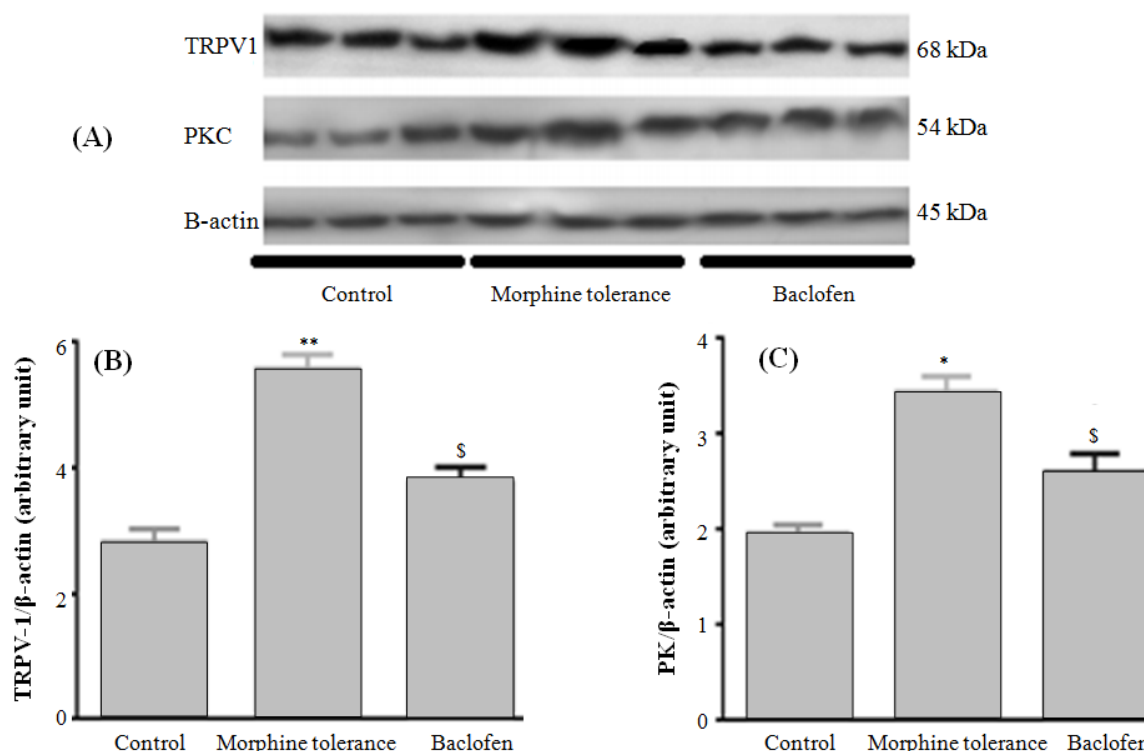 TRPV1
68 kDa
(A)
PKC
54 kDa
B-actin
45 kDa
Control
Morphine tolerance
Baclofen
(B)
TRPV-1/β-actin (arbitrary unit)
6
4
2
0
**
$
Control
Morphine tolerance
Baclofen
(C)
PK/β-actin (arbitrary unit)
4
3
2
1
0
*
$
Control
Morphine tolerance
Baclofen